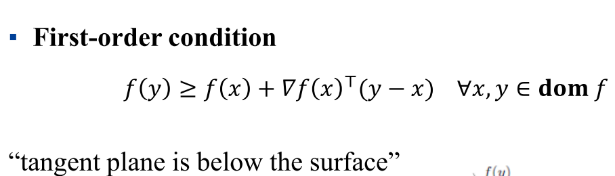 ▪ First-order condition
f(y) ≥ f(x) + ∇f(x)ᵀ(y − x) ∀x, y ∈ dom f
“tangent plane is below the surface”
f(y)